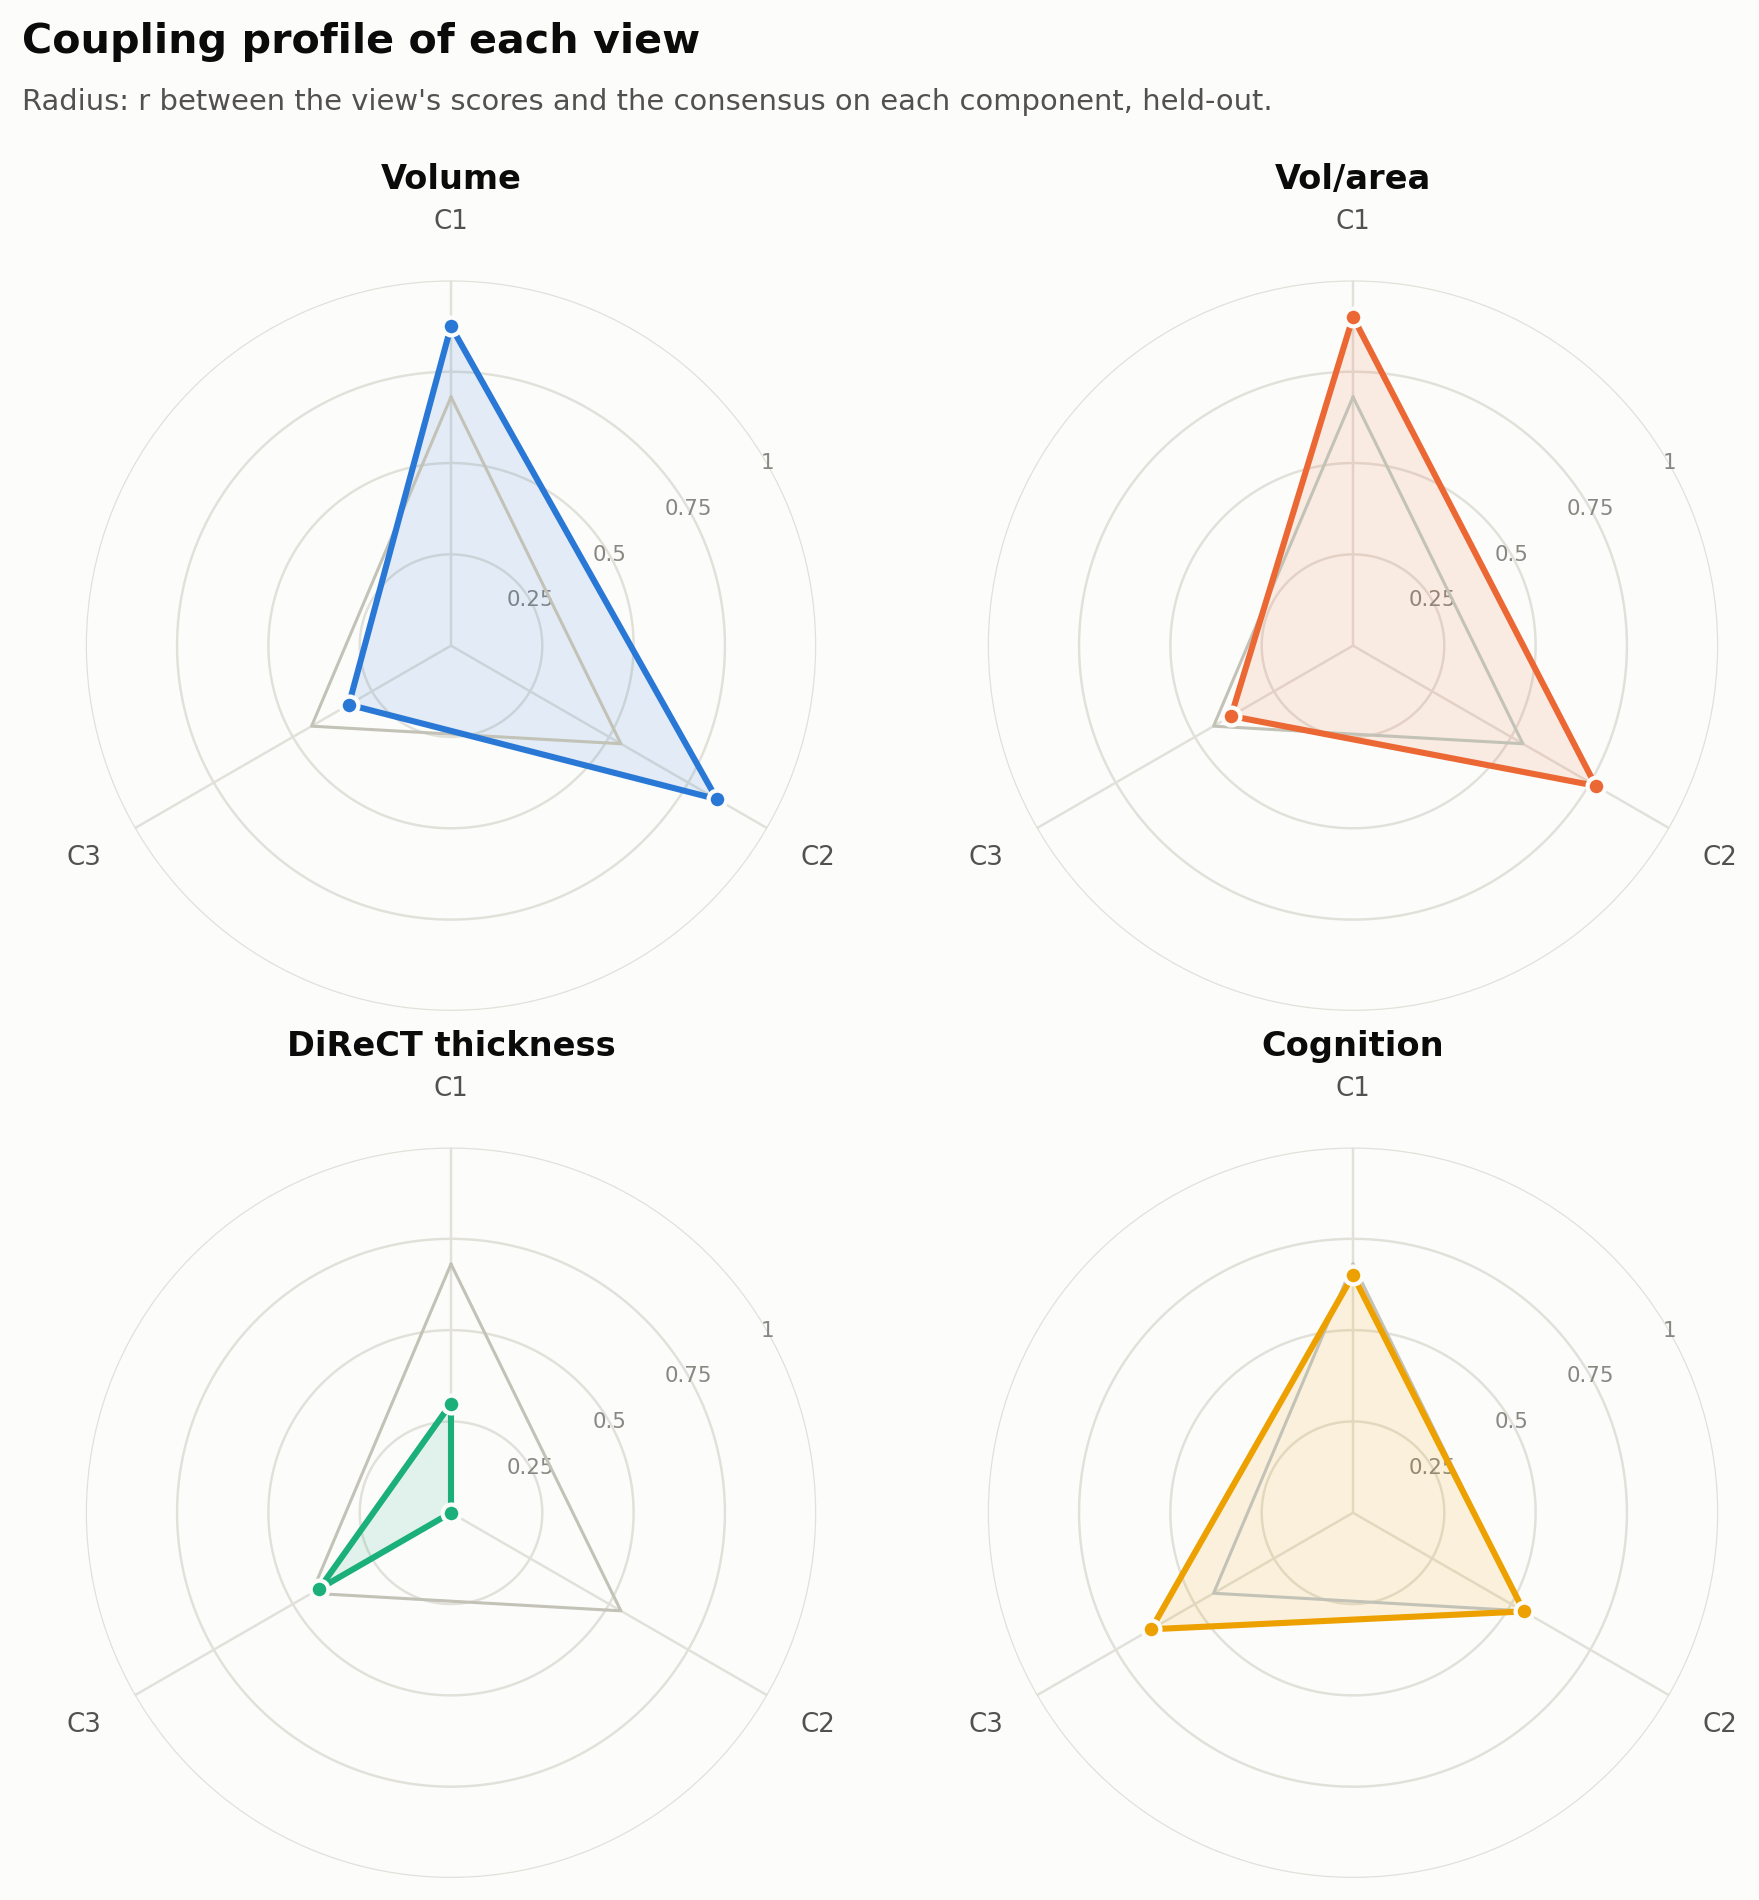 Coupling profile of each view
Radius: r between the view's scores and the consensus on each component, held-out.
Volume
C1
1
0.75
0.5
0.25
C3
C2
Vol/area
C1
1
0.75
0.5
0.25
C3
C2
DiReCT thickness
C1
1
0.75
0.5
0.25
C3
C2
Cognition
C1
1
0.75
0.5
0.25
C3
C2